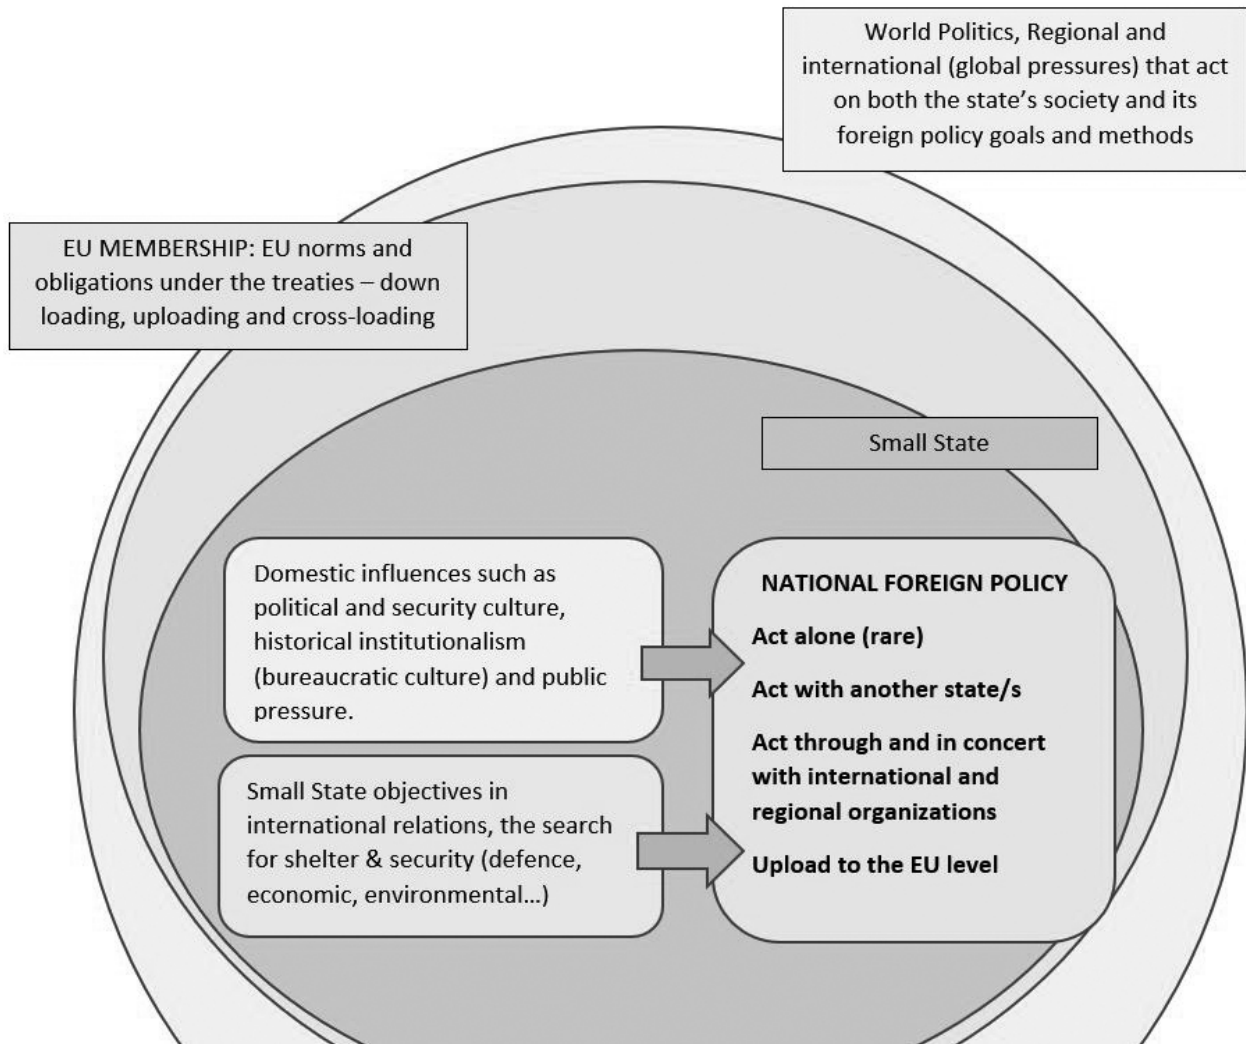 World Politics, Regional and
international (global pressures) that act
on both the state's society and its
foreign policy goals and methods
EU MEMBERSHIP: EU norms and
obligations under the treaties – down
loading, uploading and cross-loading
Small State
Domestic influences such as
political and security culture,
historical institutionalism
(bureaucratic culture) and public
pressure.
Small State objectives in
international relations, the search
for shelter & security (defence,
economic, environmental…)
NATIONAL FOREIGN POLICY
Act alone (rare)
Act with another state/s
Act through and in concert
with international and
regional organizations
Upload to the EU level